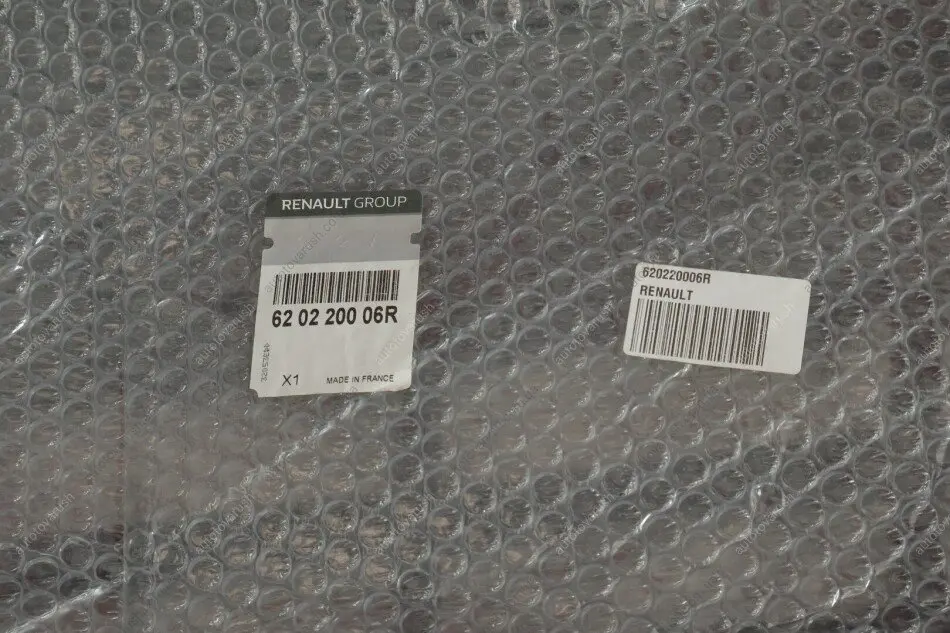 RENAULT GROUP
62 02 200 06R
X1 MADE IN FRANCE
620220006R
RENAULT